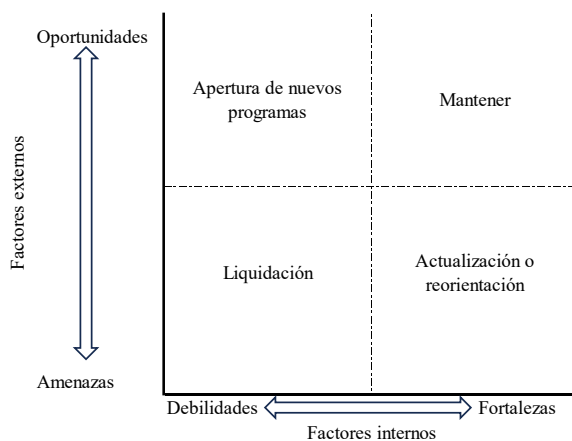 Oportunidades
Apertura de nuevos
programas
Mantener
Factores externos
Liquidación
Actualización o
reorientación
Amenazas
Debilidades
Fortalezas
Factores internos